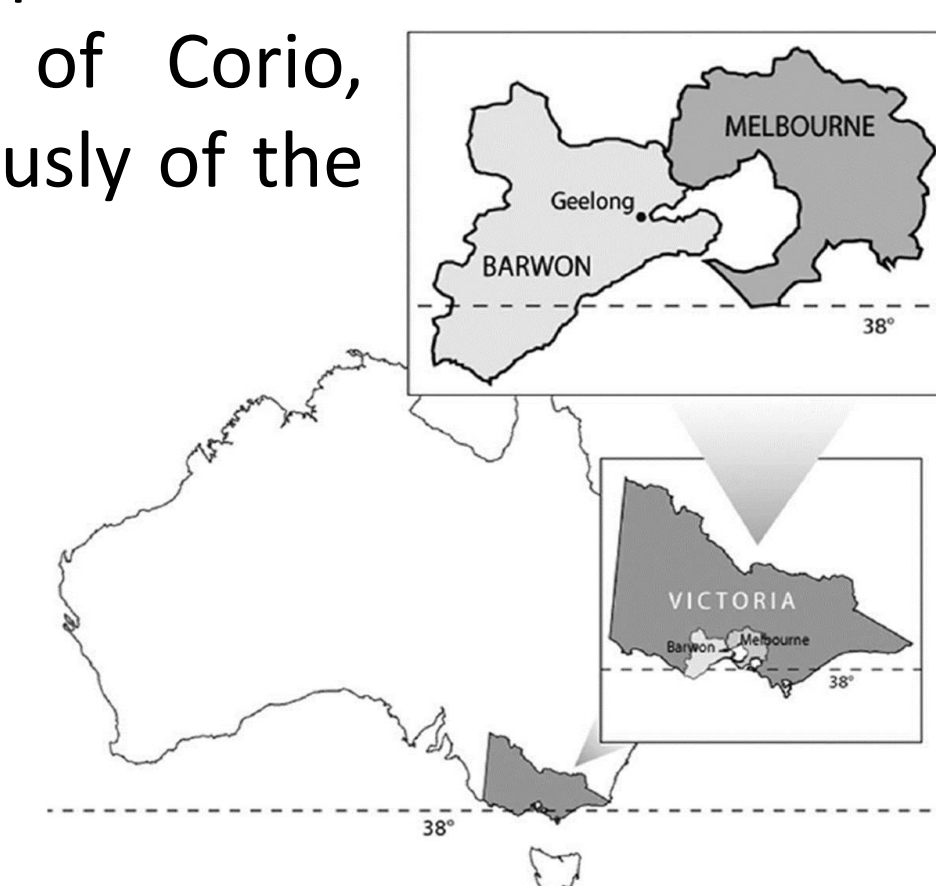 of Corio,
usly of the
MELBOURNE
Geelong
BARWON
38°
VICTORIA
Barwon
Melbourne
38°
38°